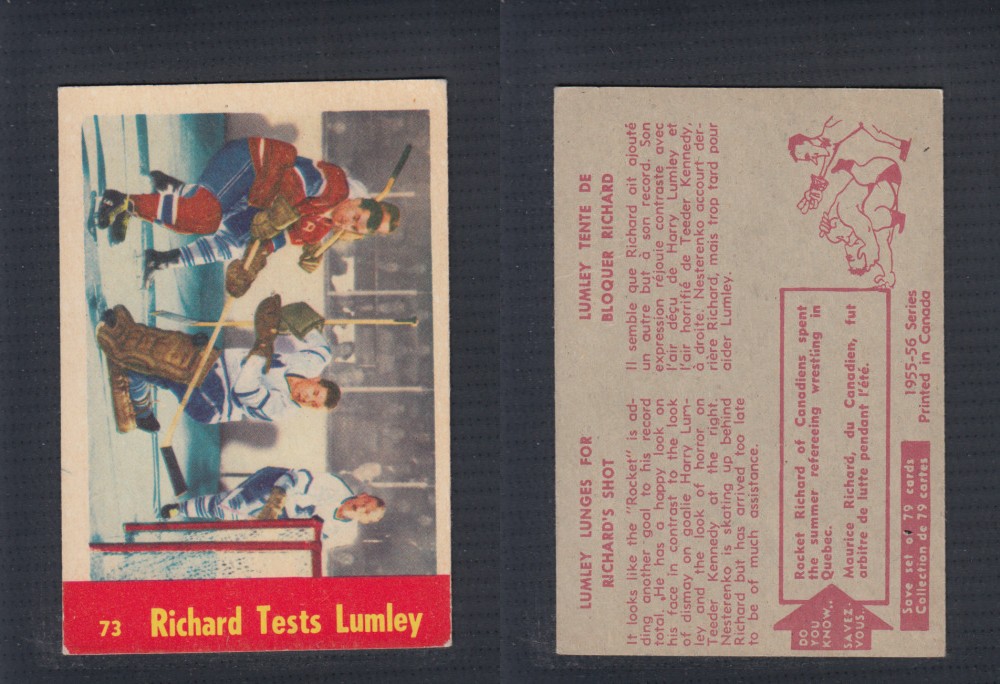 73 Richard Tests Lumley
LUMLEY LUNGES FOR
RICHARD'S SHOT
It looks like the "Rocket" is ad-
ding another goal to his record
total. He has a happy look on
his face in contrast to the look
of dismay on goalie Harry Lum-
ley and the look of horror on
Teeder Kennedy at the right.
Nesterenko is skating up behind
Richard but has arrived too late
to be of much assistance.
LUMLEY TENTE DE
BLOQUER RICHARD
Il semble que Richard ait ajouté
un autre but à son record. Son
expression réjouie contraste avec
l'air déçu de Harry Lumley et
l'air horrifié de Teeder Kennedy,
à droite. Nesterenko accourt der-
rière Richard, mais trop tard pour
aider Lumley.
DO
YOU
KNOW..
SAVEZ-
VOUS.
Rocket Richard of Canadiens spent
the summer refereeing wrestling in
Quebec.
Maurice Richard, du Canadien, fut
arbitre de lutte pendant l'été.
Save set of 79 cards
Collection de 79 cartes
1955-56 Series
Printed in Canada